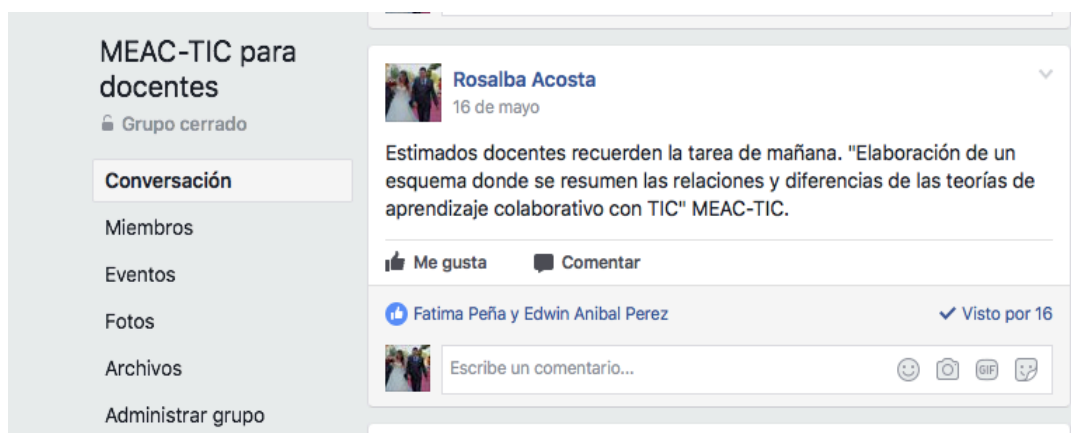 MEAC-TIC para
docentes
Grupo cerrado
Conversación
Miembros
Eventos
Fotos
Archivos
Administrar grupo
Rosalba Acosta
16 de mayo
Estimados docentes recuerden la tarea de mañana. "Elaboración de un
esquema donde se resumen las relaciones y diferencias de las teorías de
aprendizaje colaborativo con TIC" MEAC-TIC.
Me gusta Comentar
Fatima Peña y Edwin Anibal Perez Visto por 16
Escribe un comentario... GIF